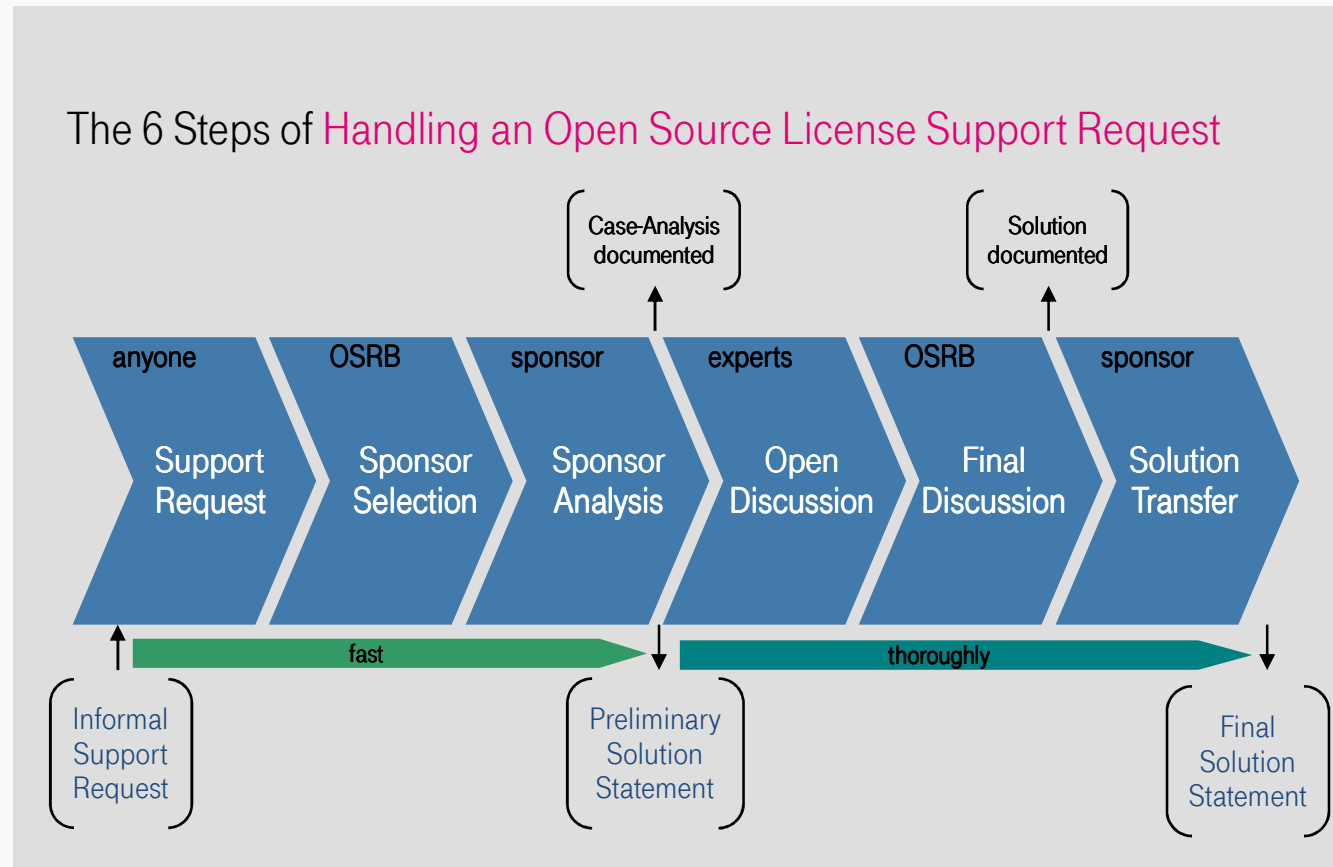 The 6 Steps of Handling an Open Source License Support Request
Case-Analysis
documented
Solution
documented
anyone
Support
Request
OSRB
Sponsor
Selection
sponsor
Sponsor
Analysis
experts
Open
Discussion
OSRB
Final
Discussion
sponsor
Solution
Transfer
fast
thoroughly
Informal
Support
Request
Preliminary
Solution
Statement
Final
Solution
Statement